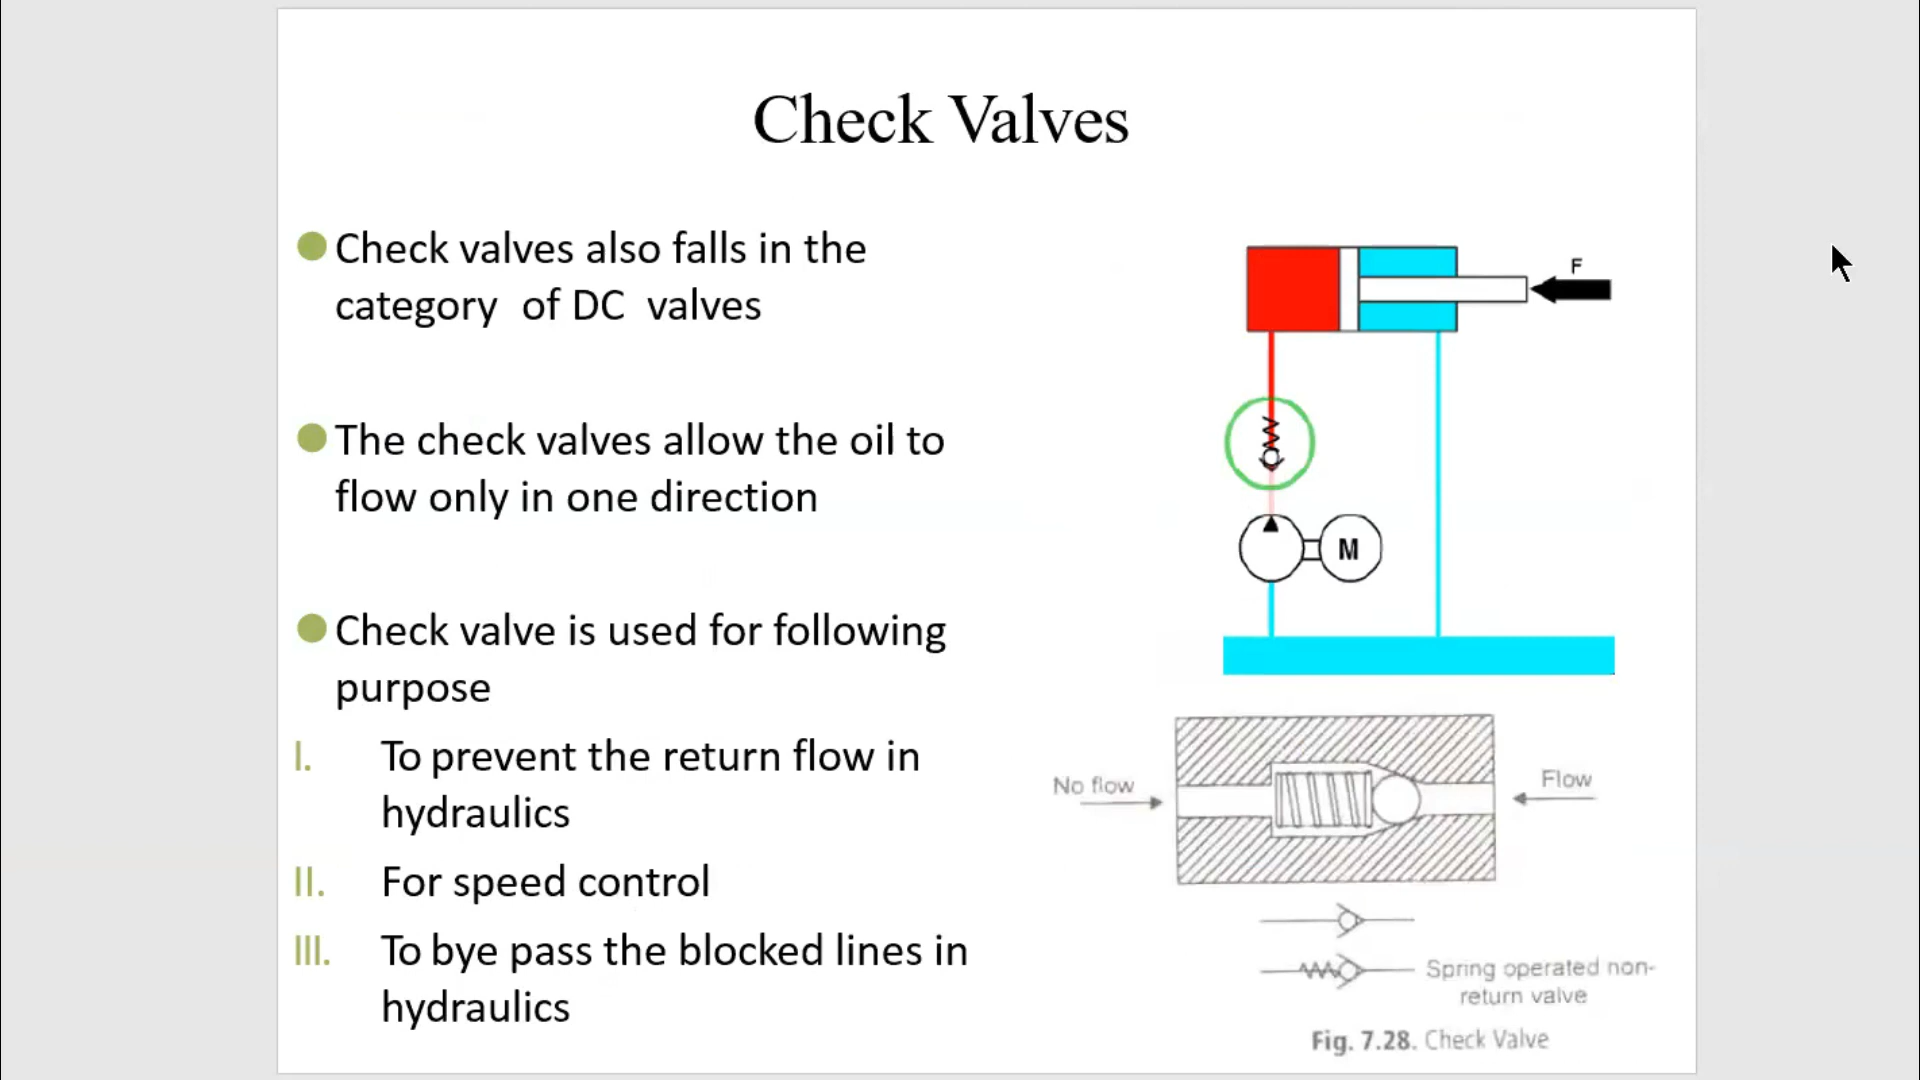 Check Valves
Check valves also falls in the
category of DC valves
The check valves allow the oil to
flow only in one direction
Check valve is used for following
purpose
I. To prevent the return flow in
hydraulics
II. For speed control
III. To bye pass the blocked lines in
hydraulics
F
M
No flow
Flow
Spring operated non-
return valve
Fig. 7.28. Check Valve